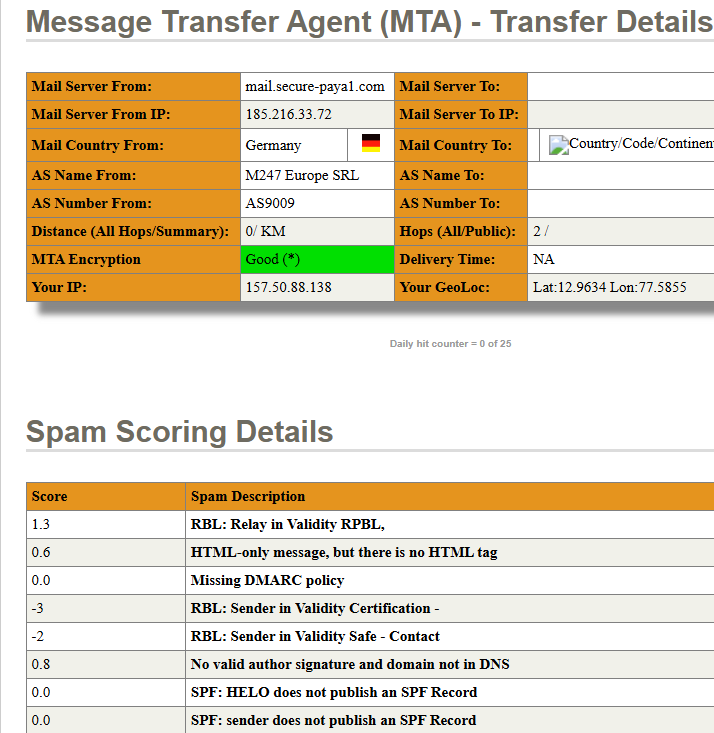 Message Transfer Agent (MTA) - Transfer Details
Mail Server From: mail.secure-paya1.com Mail Server To:
Mail Server From IP: 185.216.33.72 Mail Server To IP:
Mail Country From: Germany Mail Country To: Country/Code/Continen
AS Name From: M247 Europe SRL AS Name To:
AS Number From: AS9009 AS Number To:
Distance (All Hops/Summary): 0/ KM Hops (All/Public): 2 /
MTA Encryption Good (*) Delivery Time: NA
Your IP: 157.50.88.138 Your GeoLoc: Lat:12.9634 Lon:77.5855
Daily hit counter = 0 of 25
Spam Scoring Details
Score Spam Description
1.3 RBL: Relay in Validity RPBL,
0.6 HTML-only message, but there is no HTML tag
0.0 Missing DMARC policy
-3 RBL: Sender in Validity Certification -
-2 RBL: Sender in Validity Safe - Contact
0.8 No valid author signature and domain not in DNS
0.0 SPF: HELO does not publish an SPF Record
0.0 SPF: sender does not publish an SPF Record